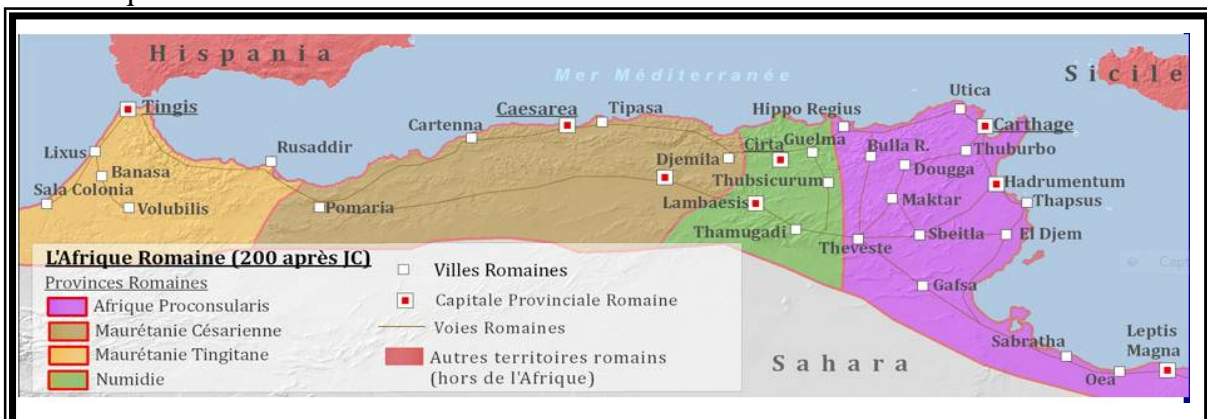 Hispania
Mer Méditerranée
Sicile
Tingis
Caesarea
Tipasa
Hippo Regius
Utica
Carthage
Cartenna
Cirta
Guelma
Bulla R.
Thuburbo
Lixus
Banasa
Rusaddir
Djemila
Dougga
Sala Colonia
Thubsicurum
Hadrumentum
Volubilis
Pomaria
Lambaesis
Maktar
Thapsus
Thamugadi
Theveste
Sbeitla
El Djem
Gafsa
Sabratha
Leptis
Magna
Oea
Sahara
L'Afrique Romaine (200 après JC)
Provinces Romaines
Afrique Proconsularis
Maurétanie Césarienne
Maurétanie Tingitane
Numidie
Villes Romaines
Capitale Provinciale Romaine
Voies Romaines
Autres territoires romains
(hors de l'Afrique)